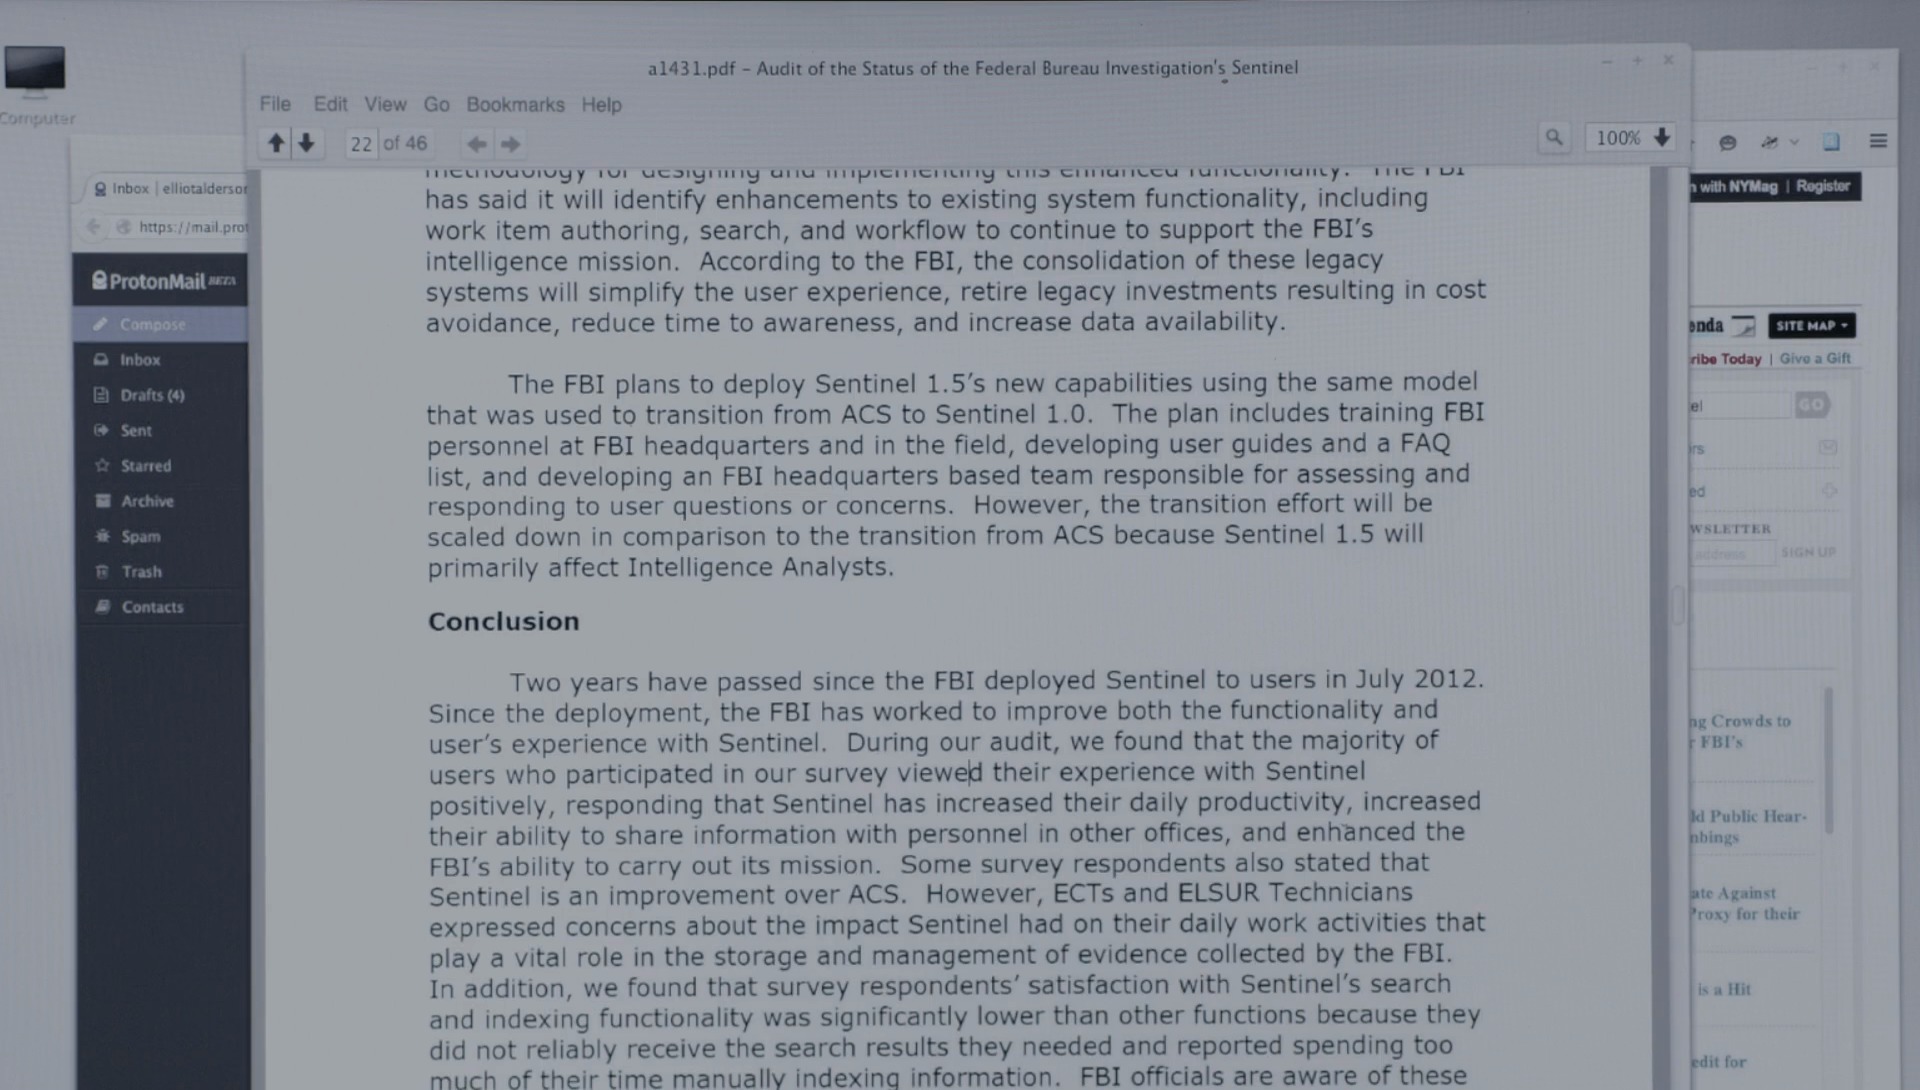 Computer
a1431.pdf – Audit of the Status of the Federal Bureau Investigation's Sentinel
File Edit View Go Bookmarks Help
22 of 46
100%
Inbox | elliotalderson
https://mail.prot
ProtonMail BETA
Compose
Inbox
Drafts (4)
Sent
Starred
Archive
Spam
Trash
Contacts
methodology for designing and implementing this enhanced functionality. The FBI
has said it will identify enhancements to existing system functionality, including
work item authoring, search, and workflow to continue to support the FBI's
intelligence mission. According to the FBI, the consolidation of these legacy
systems will simplify the user experience, retire legacy investments resulting in cost
avoidance, reduce time to awareness, and increase data availability.
The FBI plans to deploy Sentinel 1.5's new capabilities using the same model
that was used to transition from ACS to Sentinel 1.0. The plan includes training FBI
personnel at FBI headquarters and in the field, developing user guides and a FAQ
list, and developing an FBI headquarters based team responsible for assessing and
responding to user questions or concerns. However, the transition effort will be
scaled down in comparison to the transition from ACS because Sentinel 1.5 will
primarily affect Intelligence Analysts.
Conclusion
Two years have passed since the FBI deployed Sentinel to users in July 2012.
Since the deployment, the FBI has worked to improve both the functionality and
user's experience with Sentinel. During our audit, we found that the majority of
users who participated in our survey viewed their experience with Sentinel
positively, responding that Sentinel has increased their daily productivity, increased
their ability to share information with personnel in other offices, and enhanced the
FBI's ability to carry out its mission. Some survey respondents also stated that
Sentinel is an improvement over ACS. However, ECTs and ELSUR Technicians
expressed concerns about the impact Sentinel had on their daily work activities that
play a vital role in the storage and management of evidence collected by the FBI.
In addition, we found that survey respondents' satisfaction with Sentinel's search
and indexing functionality was significantly lower than other functions because they
did not reliably receive the search results they needed and reported spending too
much of their time manually indexing information. FBI officials are aware of these
n with NYMag | Register
enda
SITE MAP
ribe Today | Give a Gift
el
GO
rs
ed
WSLETTER
address
SIGN UP
ng Crowds to
r FBI's
ld Public Hear-
nbings
ate Against
Proxy for their
is a Hit
edit for